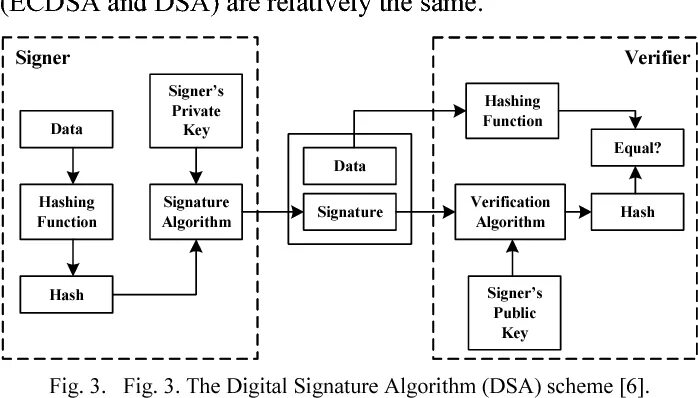 (ECDSA and DSA) are relatively the same.
Signer
Verifier
Signer's
Private
Key
Data
Hashing
Function
Signature
Algorithm
Hash
Data
Signature
Hashing
Function
Equal?
Verification
Algorithm
Hash
Signer's
Public
Key
Fig. 3. Fig. 3. The Digital Signature Algorithm (DSA) scheme [6].